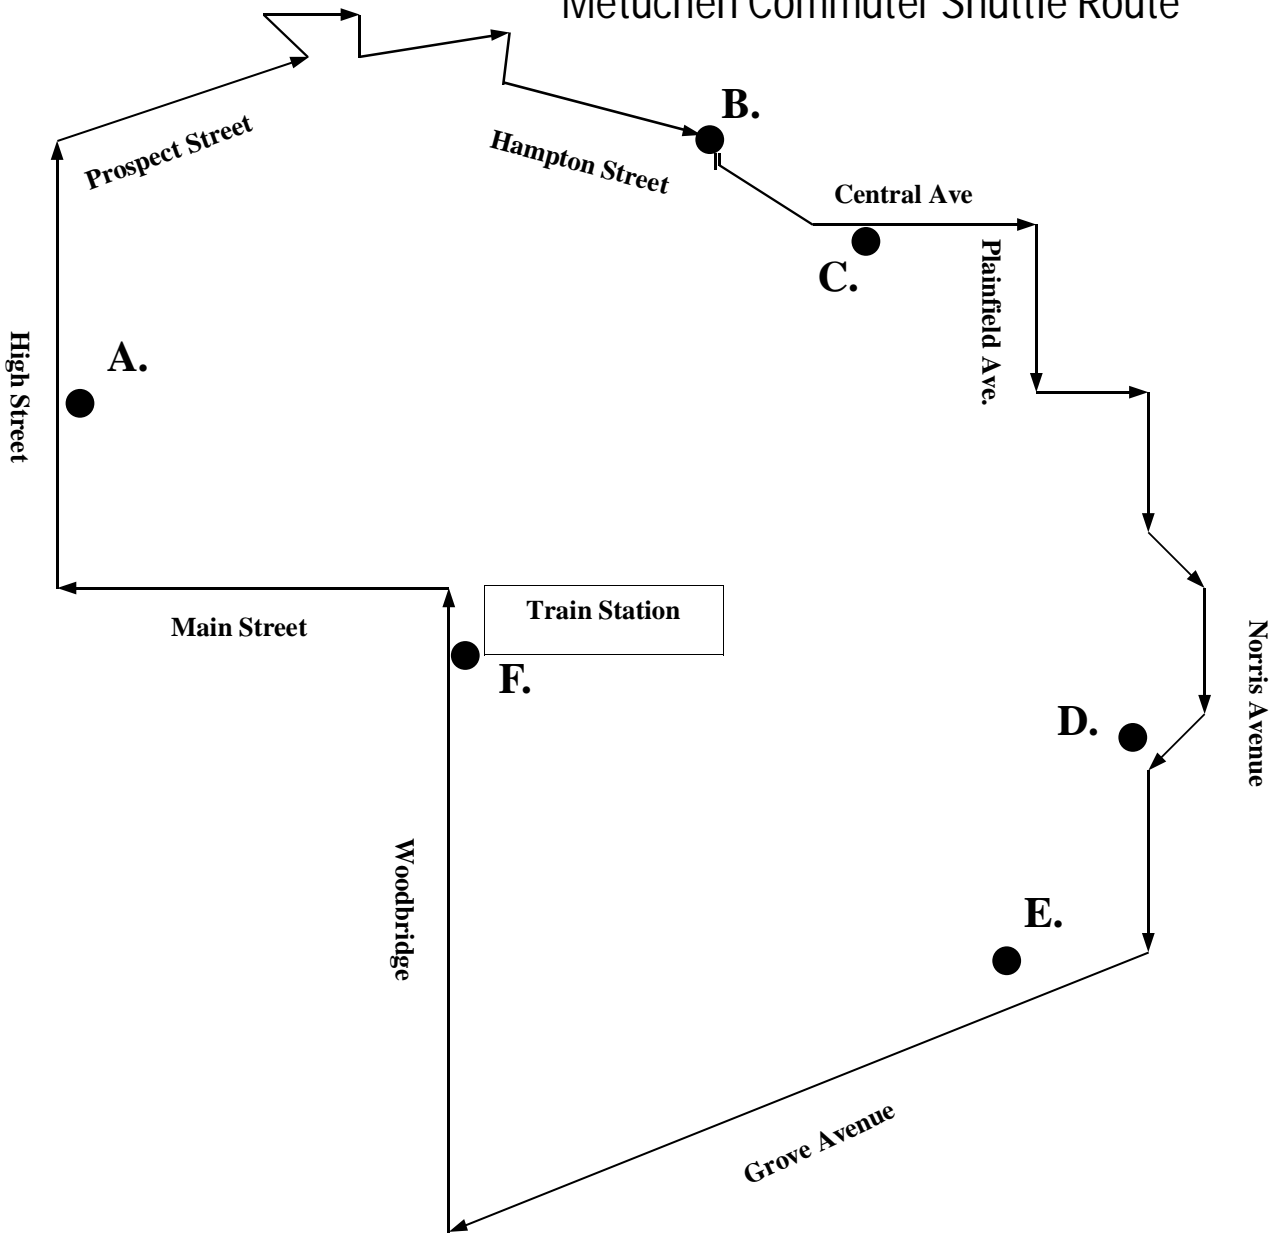 Metuchen Commuter Shuttle Route
B.
Prospect Street
Hampton Street
Central Ave
C.
Plainfield Ave.
High Street
A.
Train Station
Main Street
F.
Norris Avenue
D.
Woodbridge
E.
Grove Avenue